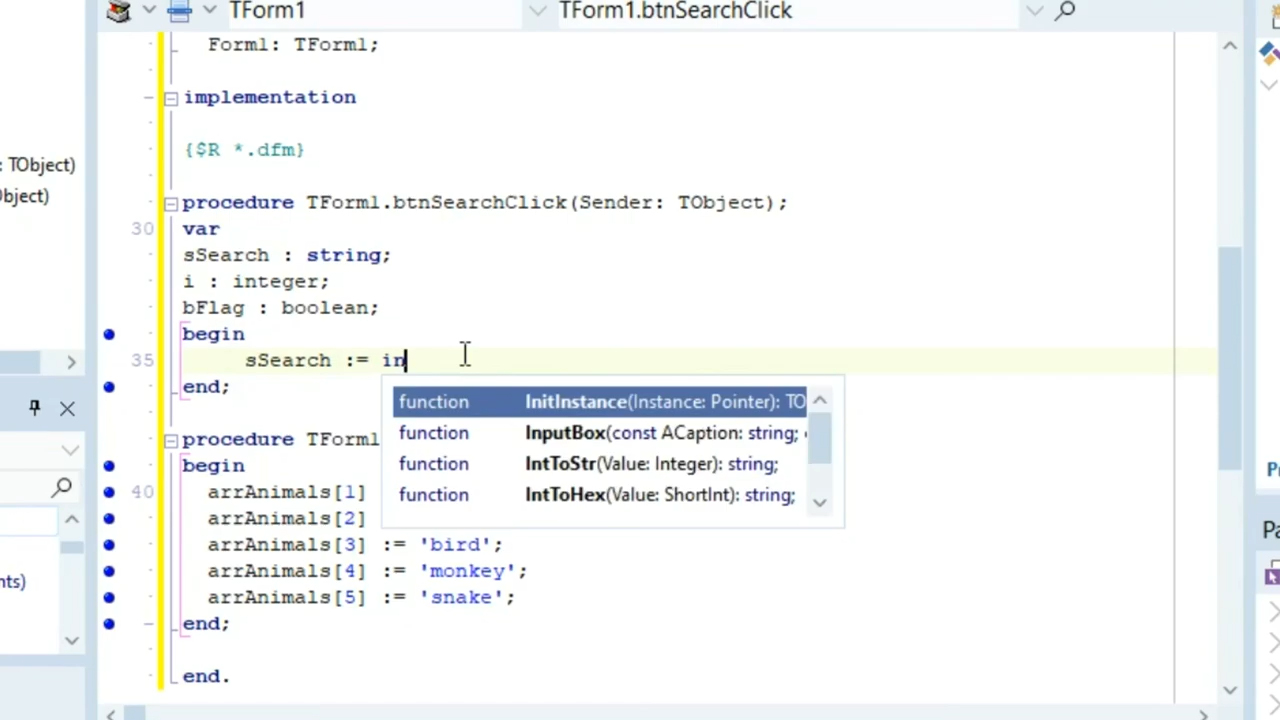 TForm1 TForm1.btnSearchClick
Form1: TForm1;
implementation
{$R *.dfm}
: TObject)
procedure TForm1.btnSearchClick(Sender: TObject);
30 var
sSearch : string;
i : integer;
bFlag : boolean;
begin
35 sSearch := in
end;
function InitInstance(Instance: Pointer): TO
function InputBox(const ACaption: string;
function IntToStr(Value: Integer): string;
function IntToHex(Value: ShortInt): string;
procedure TForm1
begin
40 arrAnimals[1]
arrAnimals[2]
arrAnimals[3] := 'bird';
arrAnimals[4] := 'monkey';
arrAnimals[5] := 'snake';
end;
end.